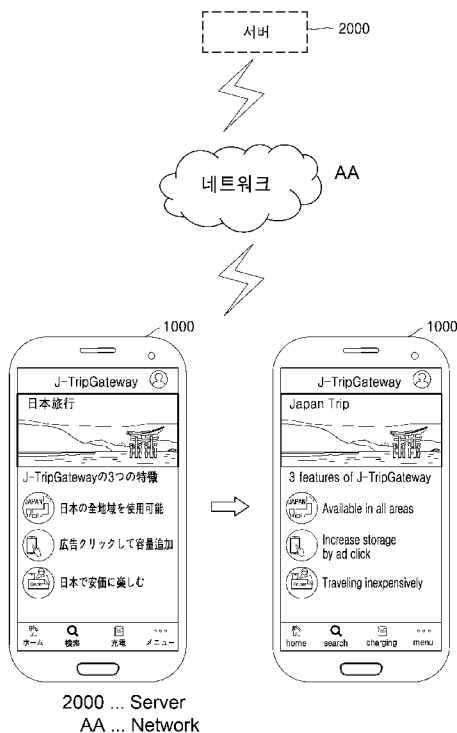 서버
2000
네트워크
AA
1000
J-TripGateway
日本旅行
J-TripGatewayの3つの特徴
JAPAN
日本の全地域を使用可能
広告クリックして容量追加
日本で安価に楽しむ
ホーム
検索
充電
メニュー
1000
J-TripGateway
Japan Trip
3 features of J-TripGateway
JAPAN
Available in all areas
Increase storage
by ad click
Traveling inexpensively
home
search
charging
menu
2000 ... Server
AA ... Network